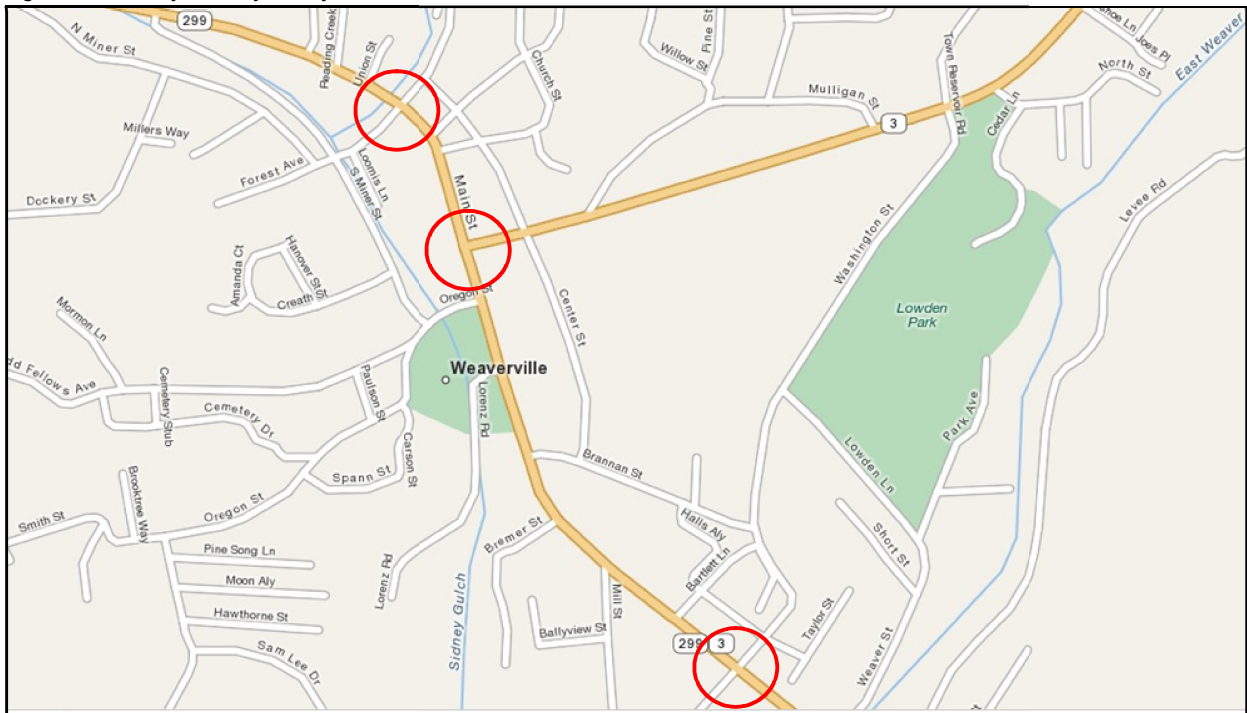 299
N Miner St
Reading Creek
Union St
Church St
Willow St
Pine St
Town Reservoir Rd
Joes Pl
North St
East Weaver
Mulligan St
3
Cedar Ln
Millers Way
Forest Ave
Loomis Ln
S Miner St
Main St
Dockery St
Levee Rd
Washington St
Hanover St
Amanda Ct
Creath St
Oregon St
Center St
Lowden
Park
Mormon Ln
Weaverville
Fellows Ave
Cemetery Stub
Paulson St
Cemetery Dr
Lorenz Rd
Carson St
Park Ave
Brannan St
Lowden Ln
Spann St
Brooktree Way
Oregon St
Smith St
Halls Aly
Bremer St
Short St
Pine Song Ln
Bartlett Ln
Moon Aly
Lorenz Rd
Sidney Gulch
Mill St
Hawthorne St
Taylor St
Ballyview St
299 3
Weaver St
Sam Lee Dr